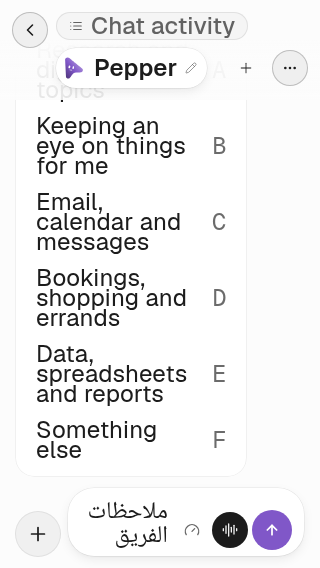 Chat activity
Pepper
topics
Keeping an
eye on things
for me
B
Email,
calendar and
messages
C
Bookings,
shopping and
errands
D
Data,
spreadsheets
and reports
E
Something
else
F
ملاحظات
الفريق